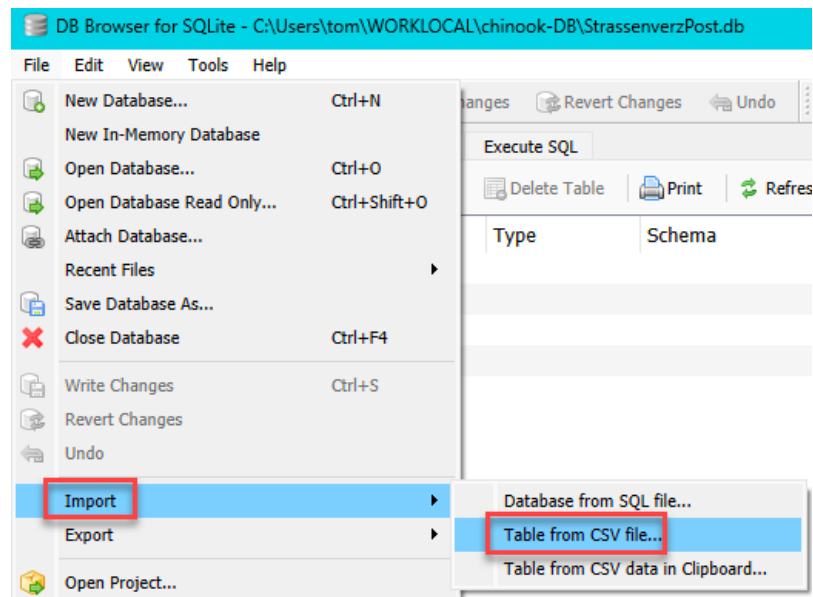 DB Browser for SQLite - C:\Users\tom\WORKLOCAL\chinook-DB\StrassenverzPost.db
File Edit View Tools Help
New Database... Ctrl+N
Revert Changes Undo
New In-Memory Database
Execute SQL
Open Database... Ctrl+O
Delete Table Print
Open Database Read Only... Ctrl+Shift+O
Attach Database...
Type Schema
Recent Files
Save Database As...
Close Database Ctrl+F4
Write Changes Ctrl+S
Revert Changes
Undo
Import
Database from SQL file...
Export
Table from CSV file...
Table from CSV data in Clipboard...
Open Project...